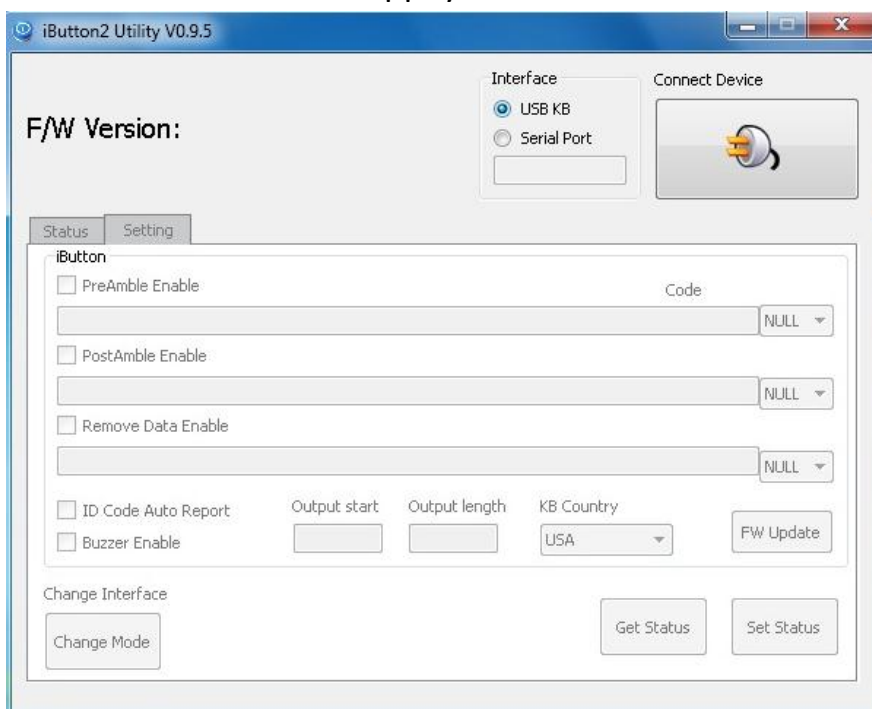 iButton2 Utility V0.9.5
Interface
Connect Device
F/W Version:
USB KB
Serial Port
Status Setting
iButton
PreAmble Enable
Code
NULL
PostAmble Enable
NULL
Remove Data Enable
NULL
ID Code Auto Report
Output start Output length KB Country
Buzzer Enable
USA
FW Update
Change Interface
Change Mode
Get Status Set Status